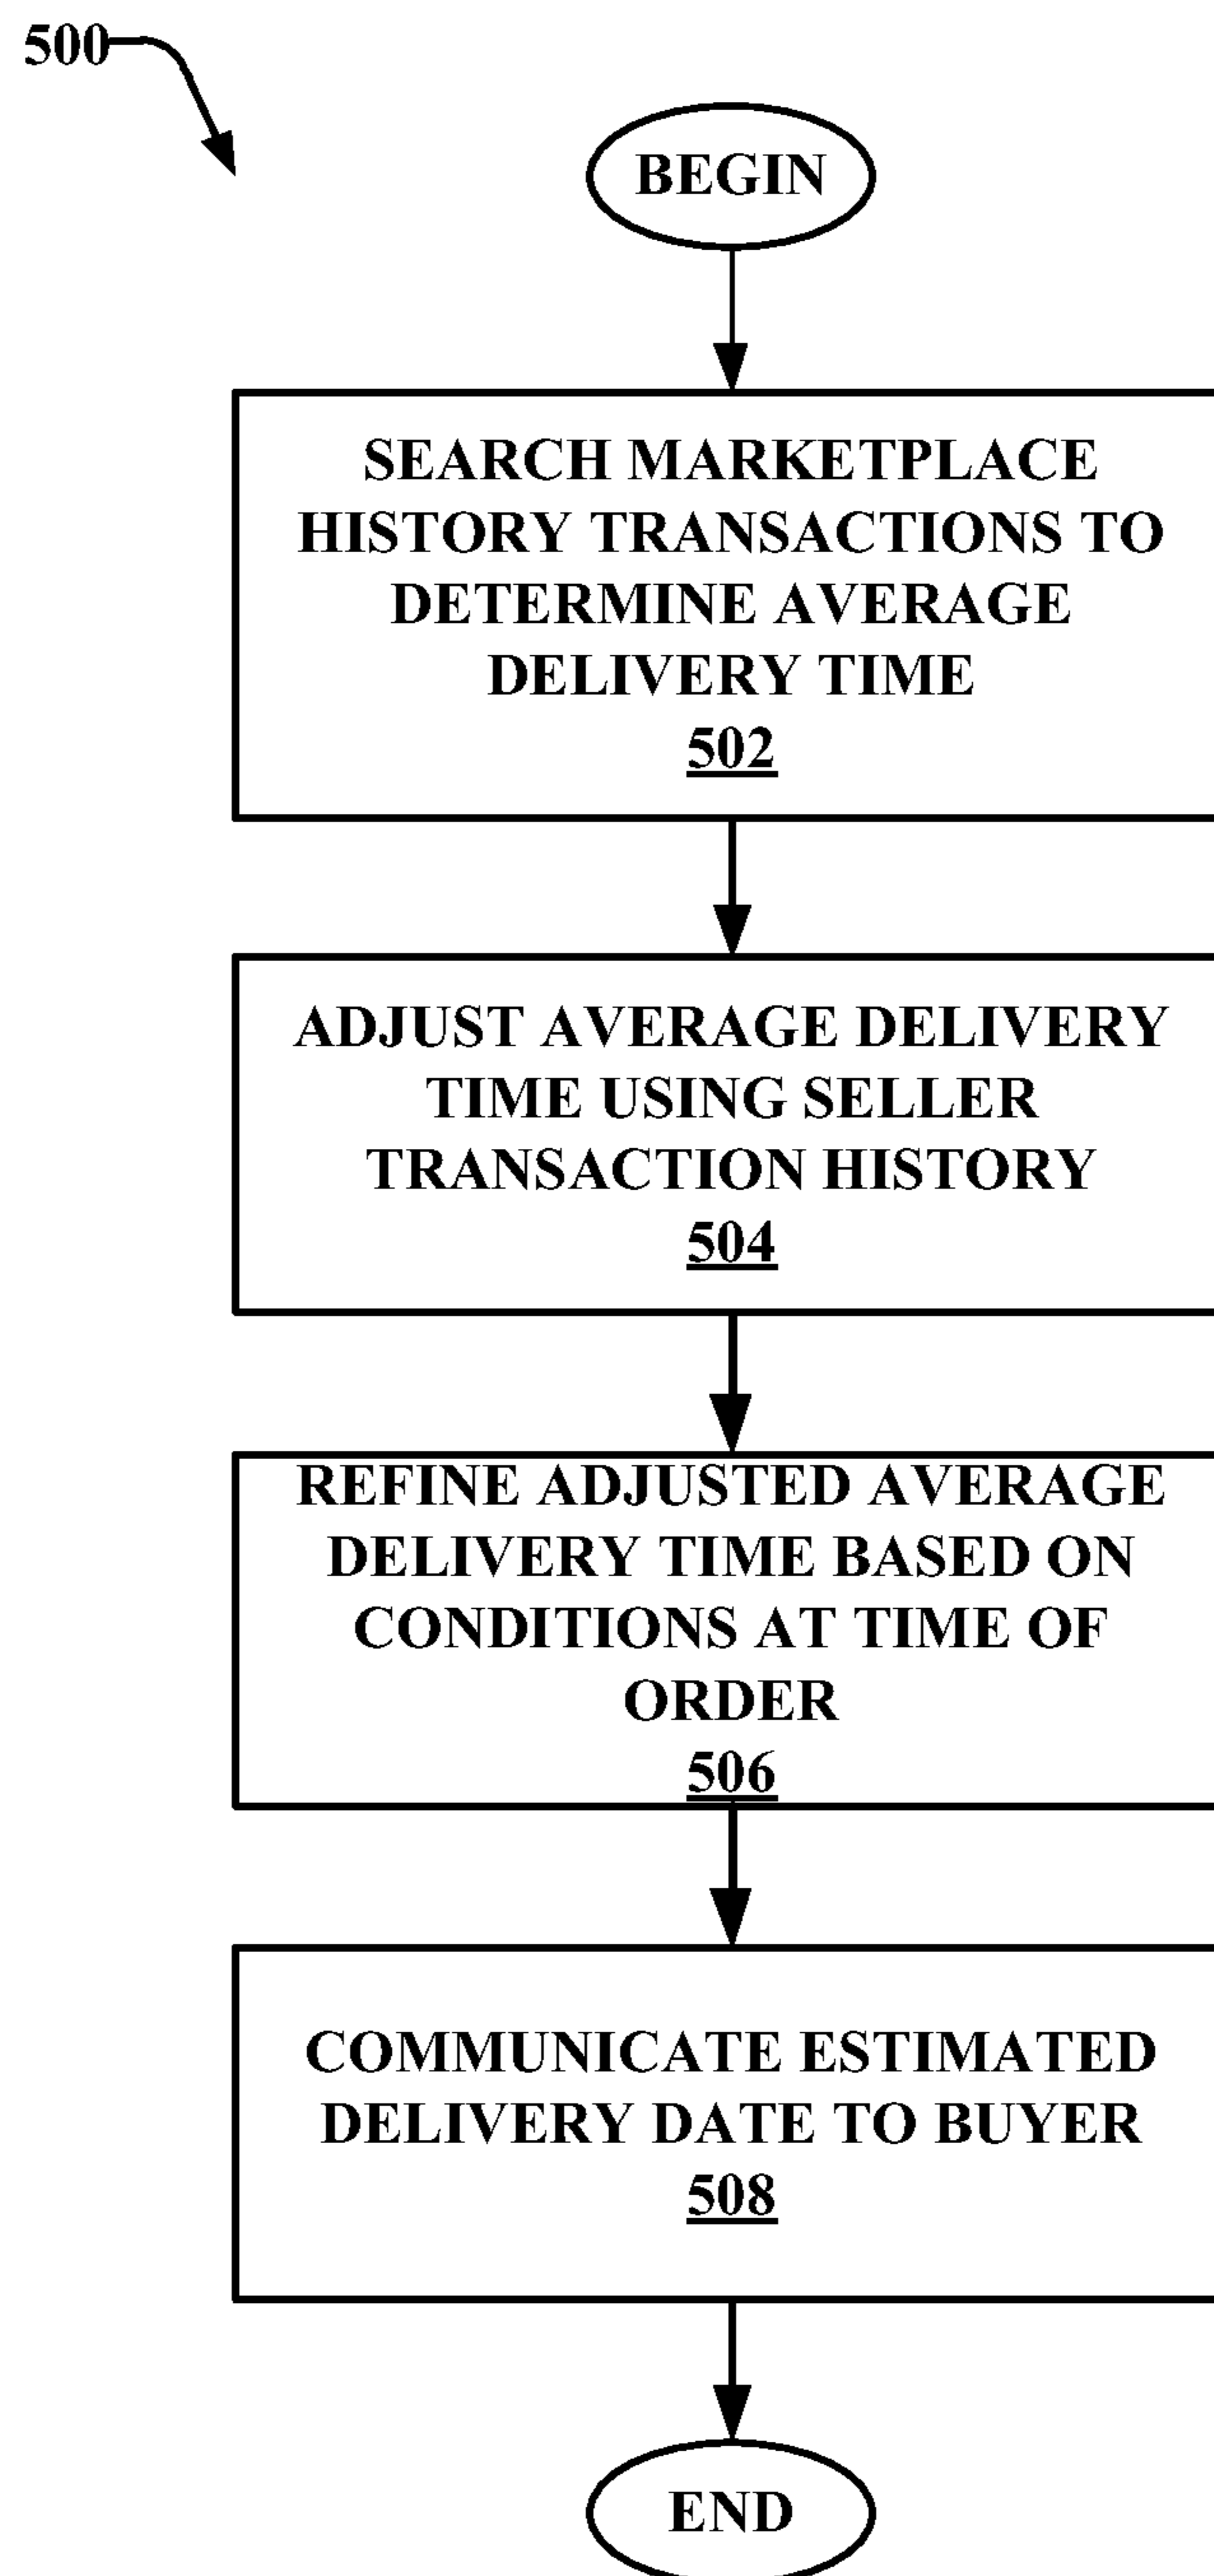 500
BEGIN
SEARCH MARKETPLACE
HISTORY TRANSACTIONS TO
DETERMINE AVERAGE
DELIVERY TIME
502
ADJUST AVERAGE DELIVERY
TIME USING SELLER
TRANSACTION HISTORY
504
REFINE ADJUSTED AVERAGE
DELIVERY TIME BASED ON
CONDITIONS AT TIME OF
ORDER
506
COMMUNICATE ESTIMATED
DELIVERY DATE TO BUYER
508
END